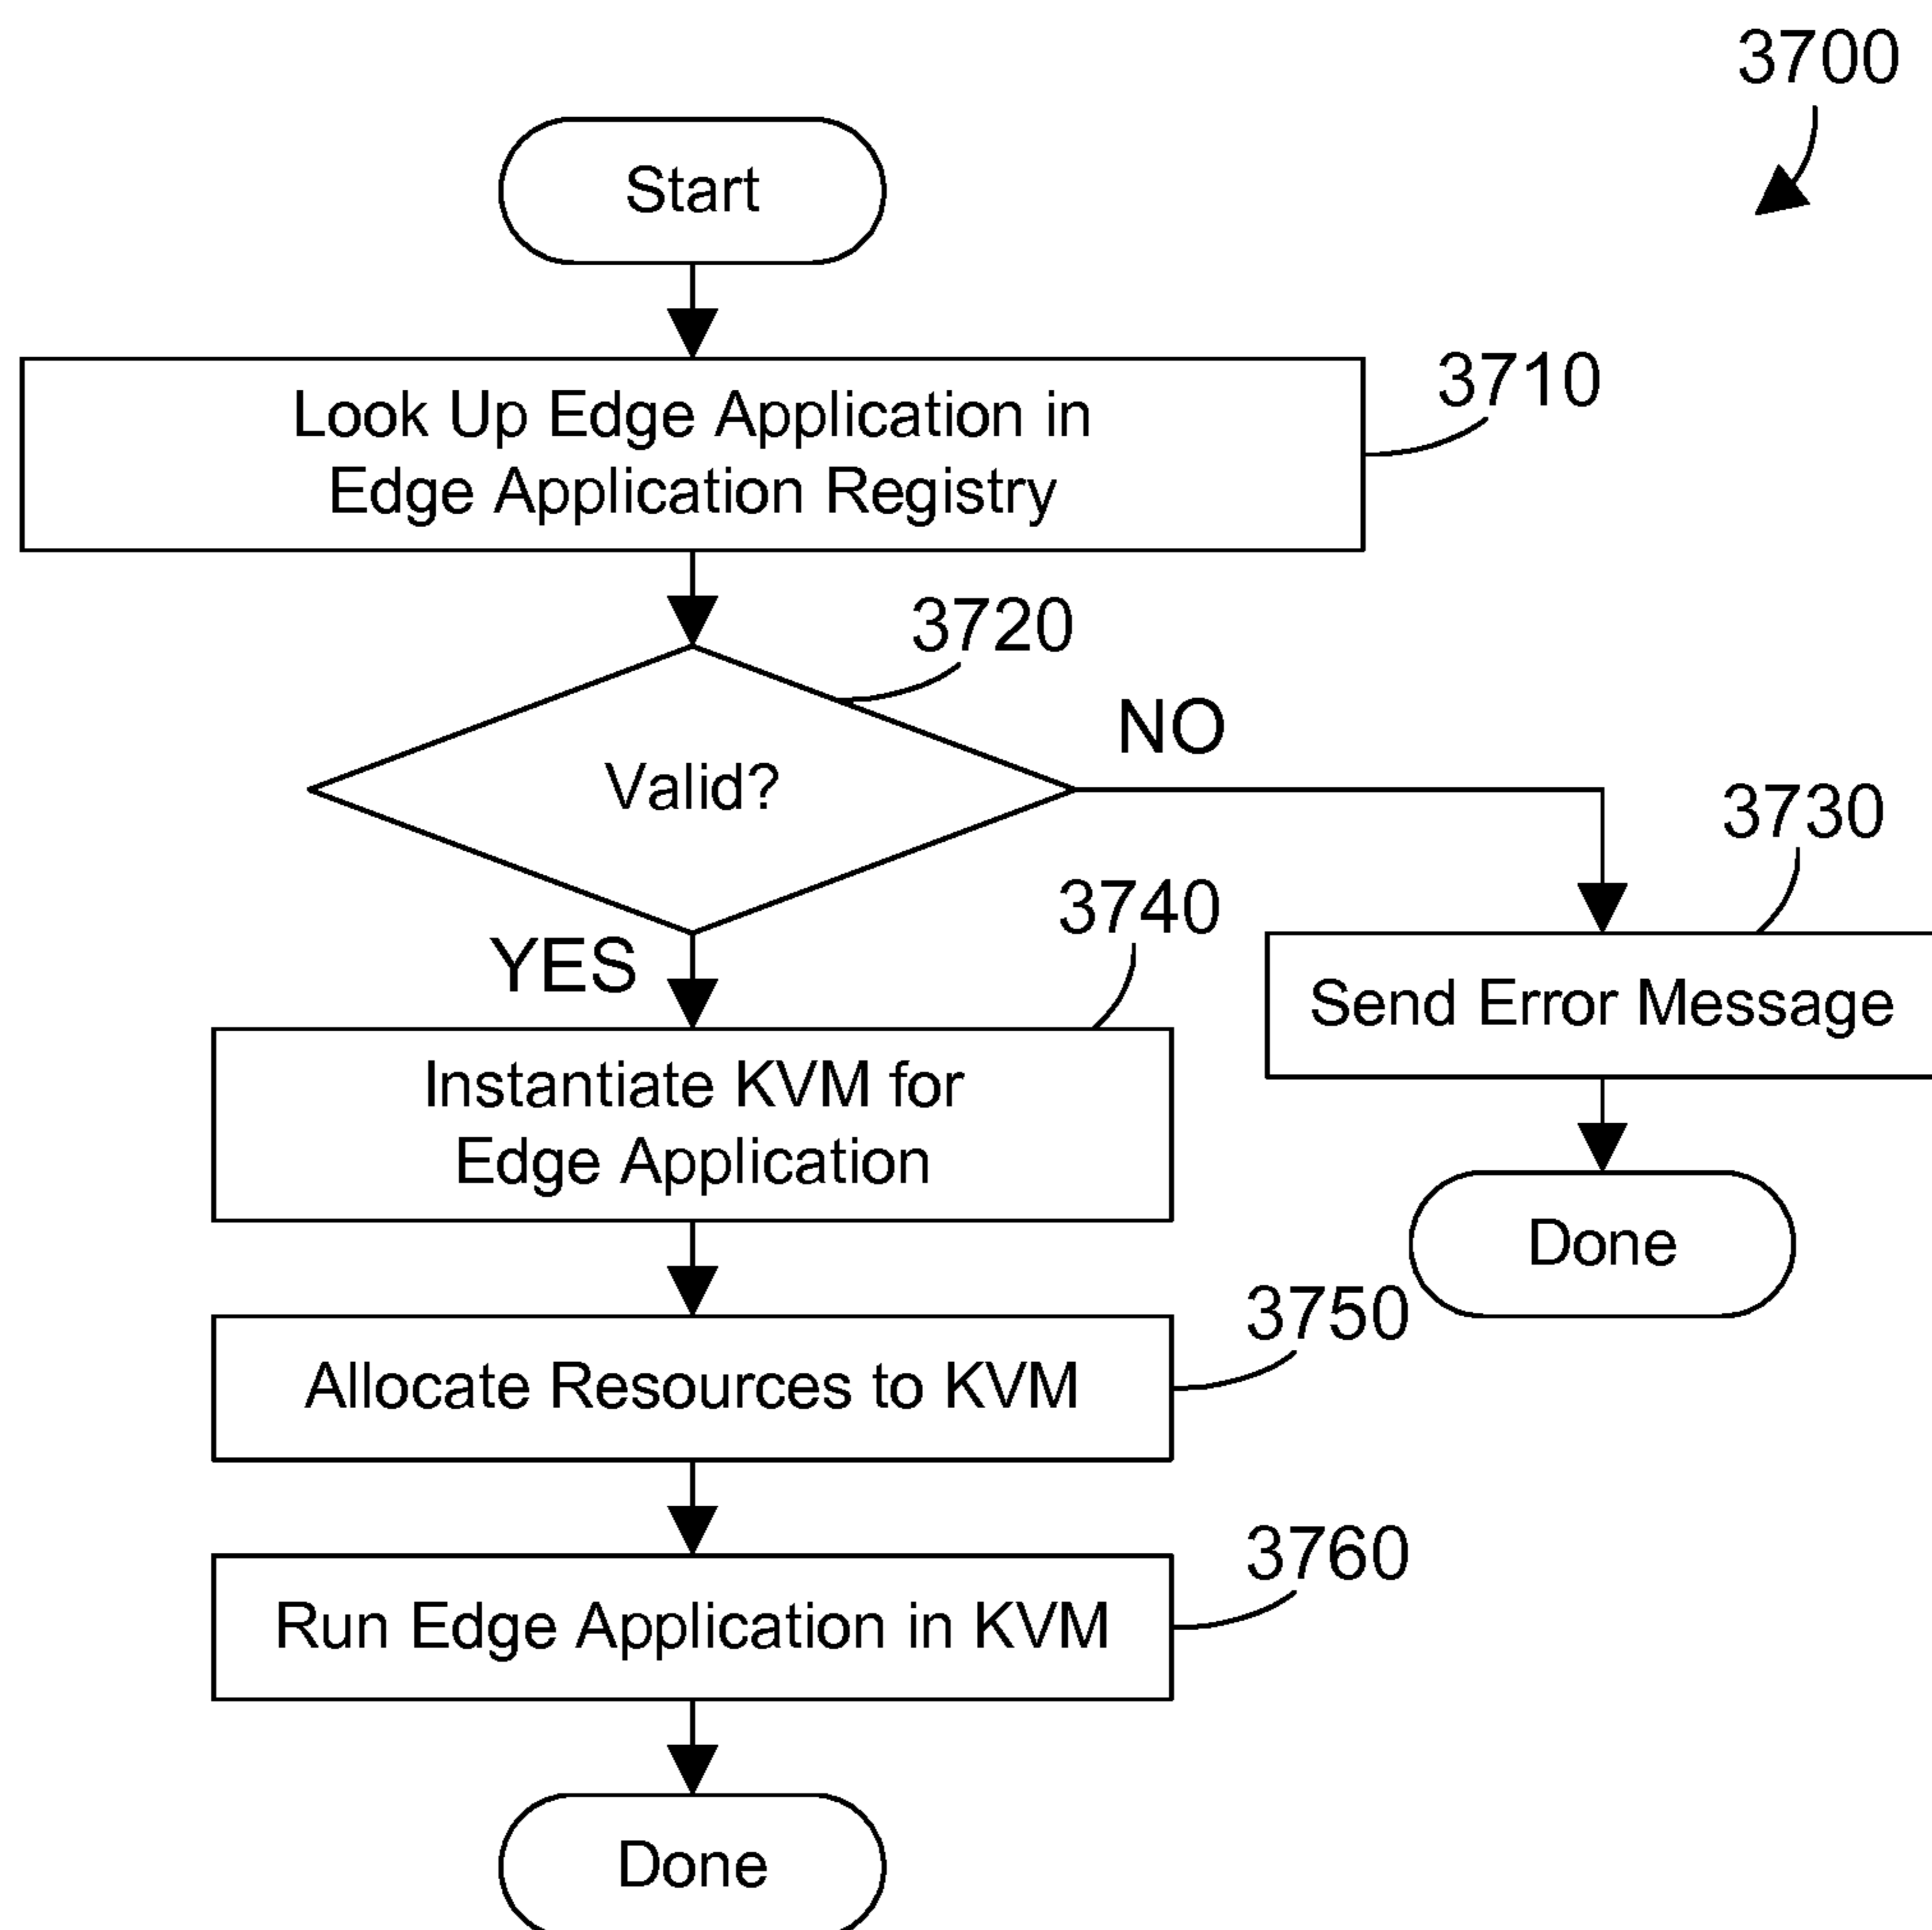 3700
Start
Look Up Edge Application in
Edge Application Registry
3710
3720
Valid?
NO
YES
3730
Send Error Message
3740
Instantiate KVM for
Edge Application
Done
3750
Allocate Resources to KVM
3760
Run Edge Application in KVM
Done